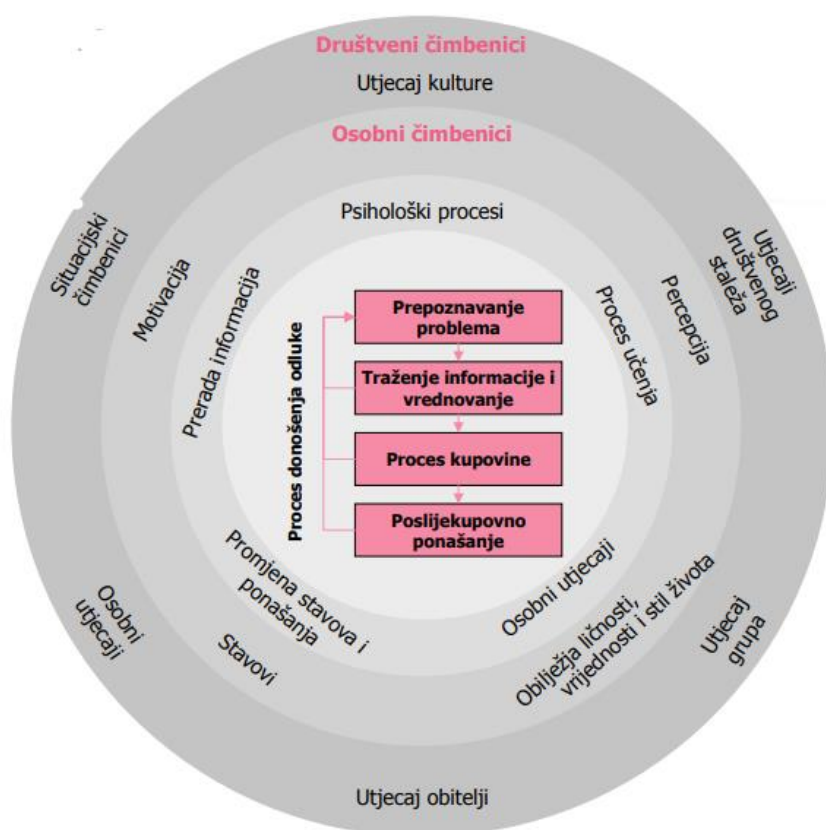 Društveni čimbenici
Utjecaj kulture
Osobni čimbenici
Psihološki procesi
Situacijski
čimbenici
Motivacija
Prerada informacija
Proces učenja
Percepcija
Utjecaji
društvenog
staleža
Proces donošenja odluke
Prepoznavanje
problema
Traženje informacije i
vrednovanje
Proces kupovine
Poslijekupovno
ponašanje
Osobni
utjecaji
Stavovi
Promjena stavova i
ponašanja
Osobni utjecaji
Obilježja ličnosti,
vrijednosti i stil života
Utjecaj
grupa
Utjecaj obitelji